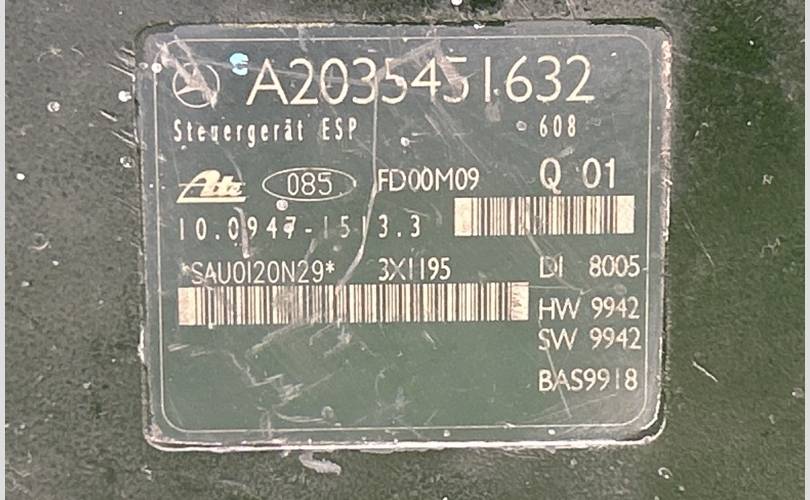 A2035451632
Steuergerät ESP 608
Ate 085 FD00M09 Q 01
10.0947-1513.3
*SAU0120N29* 3X1195 DI 8005
HW 9942
SW 9942
BAS9918